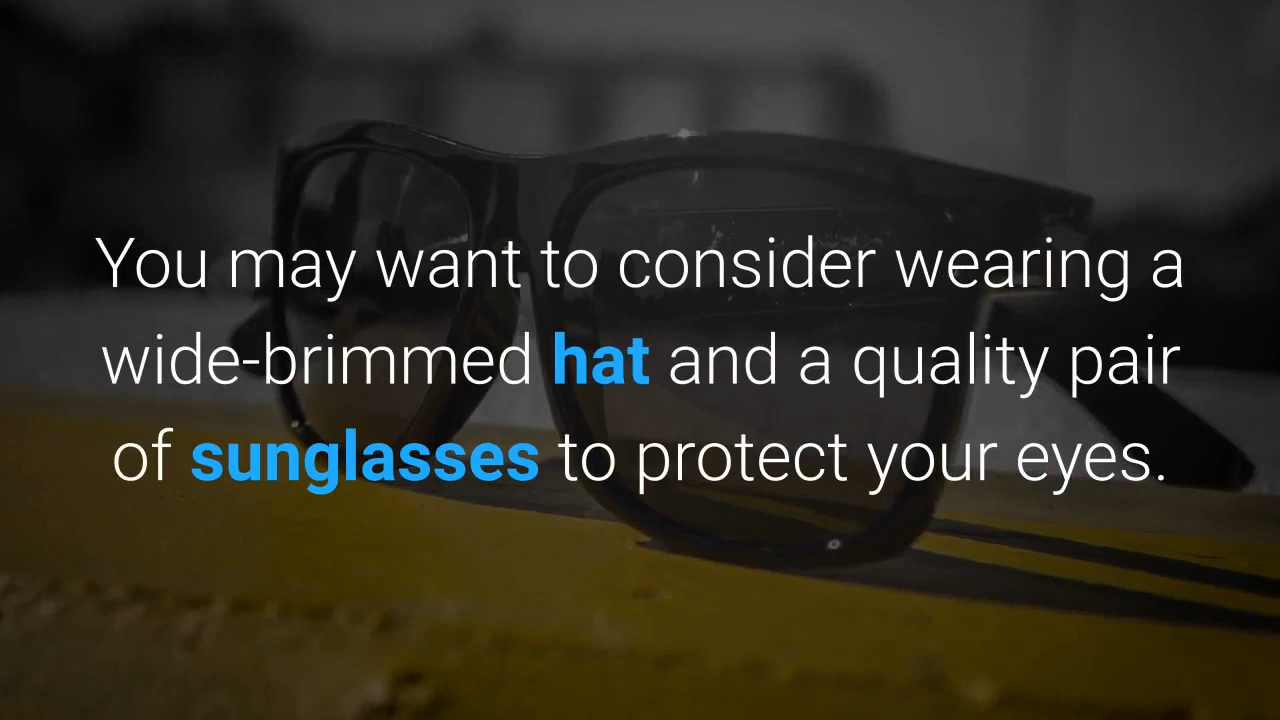 You may want to consider wearing a
wide-brimmed hat and a quality pair
of sunglasses to protect your eyes.